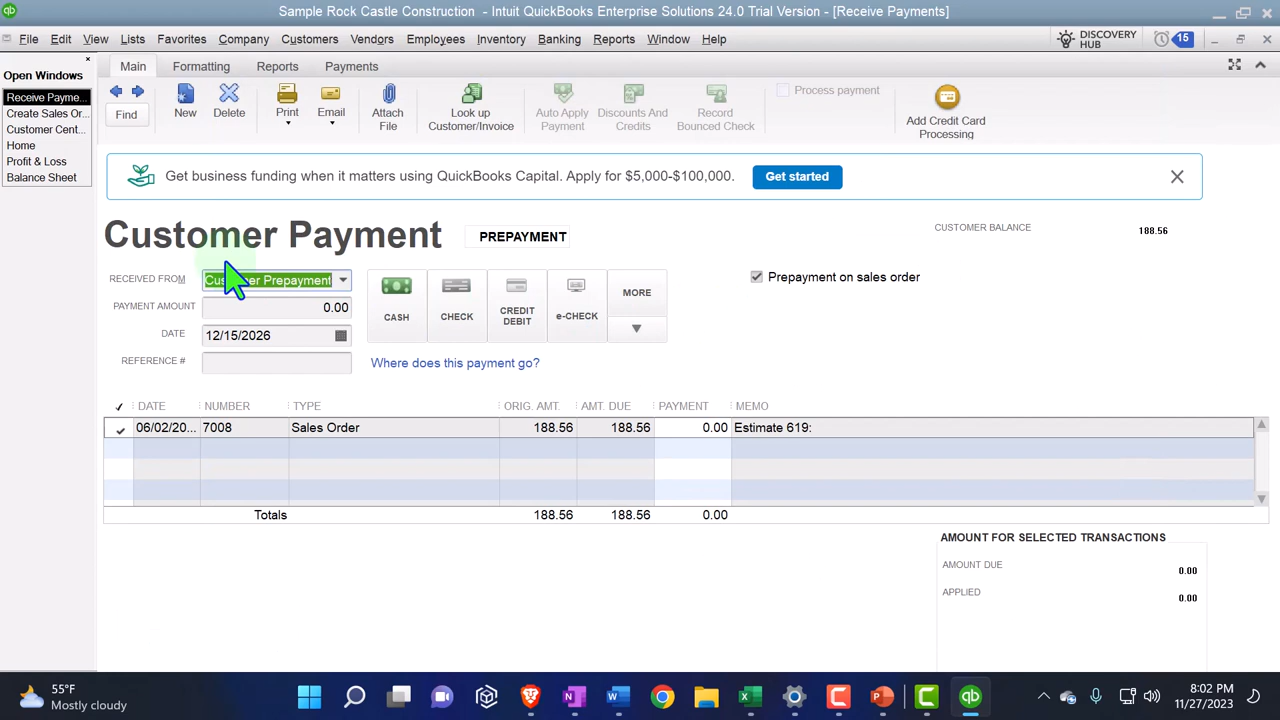 Sample Rock Castle Construction - Intuit QuickBooks Enterprise Solutions 24.0 Trial Version - [Receive Payments]
File Edit View Lists Favorites Company Customers Vendors Employees Inventory Banking Reports Window Help
DISCOVERY
HUB
15
Open Windows
Receive Payme...
Create Sales Or...
Customer Cent...
Home
Profit & Loss
Balance Sheet
Main Formatting Reports Payments
Find
New
Delete
Print
Email
Attach
File
Look up
Customer/Invoice
Auto Apply
Payment
Discounts And
Credits
Record
Bounced Check
Process payment
Add Credit Card
Processing
Get business funding when it matters using QuickBooks Capital. Apply for $5,000-$100,000.
Get started
Customer Payment
PREPAYMENT
CUSTOMER BALANCE 188.56
RECEIVED FROM Customer Prepayment
PAYMENT AMOUNT 0.00
DATE 12/15/2026
REFERENCE #
CASH
CHECK
CREDIT
DEBIT
e-CHECK
MORE
Prepayment on sales order
Where does this payment go?
DATE NUMBER TYPE ORIG. AMT. AMT. DUE PAYMENT MEMO
06/02/20... 7008 Sales Order 188.56 188.56 0.00 Estimate 619:
Totals 188.56 188.56 0.00
AMOUNT FOR SELECTED TRANSACTIONS
AMOUNT DUE 0.00
APPLIED 0.00
55°F
Mostly cloudy
8:02 PM
11/27/2023